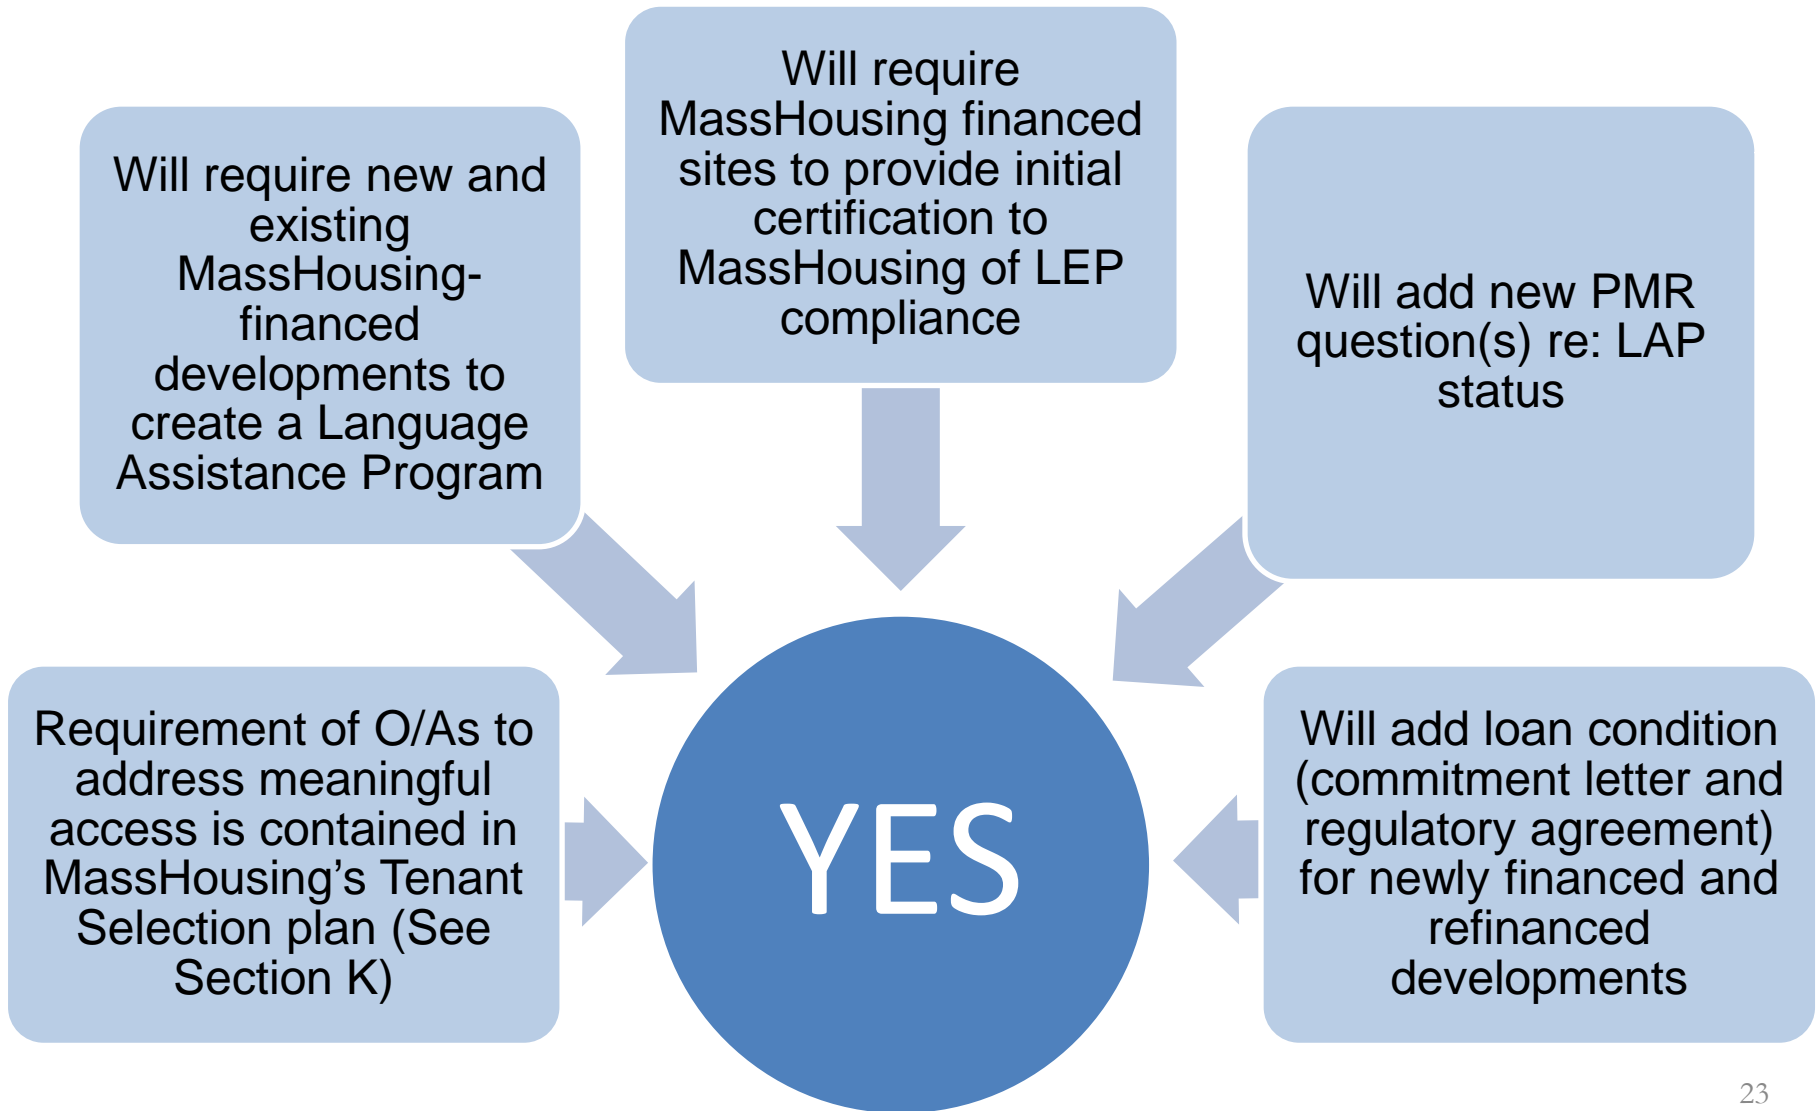 Will require new and
existing
MassHousing-
financed
developments to
create a Language
Assistance Program
Will require
MassHousing financed
sites to provide initial
certification to
MassHousing of LEP
compliance
Will add new PMR
question(s) re: LAP
status
Requirement of O/As to
address meaningful
access is contained in
MassHousing’s Tenant
Selection plan (See
Section K)
YES
Will add loan condition
(commitment letter and
regulatory agreement)
for newly financed and
refinanced
developments
23